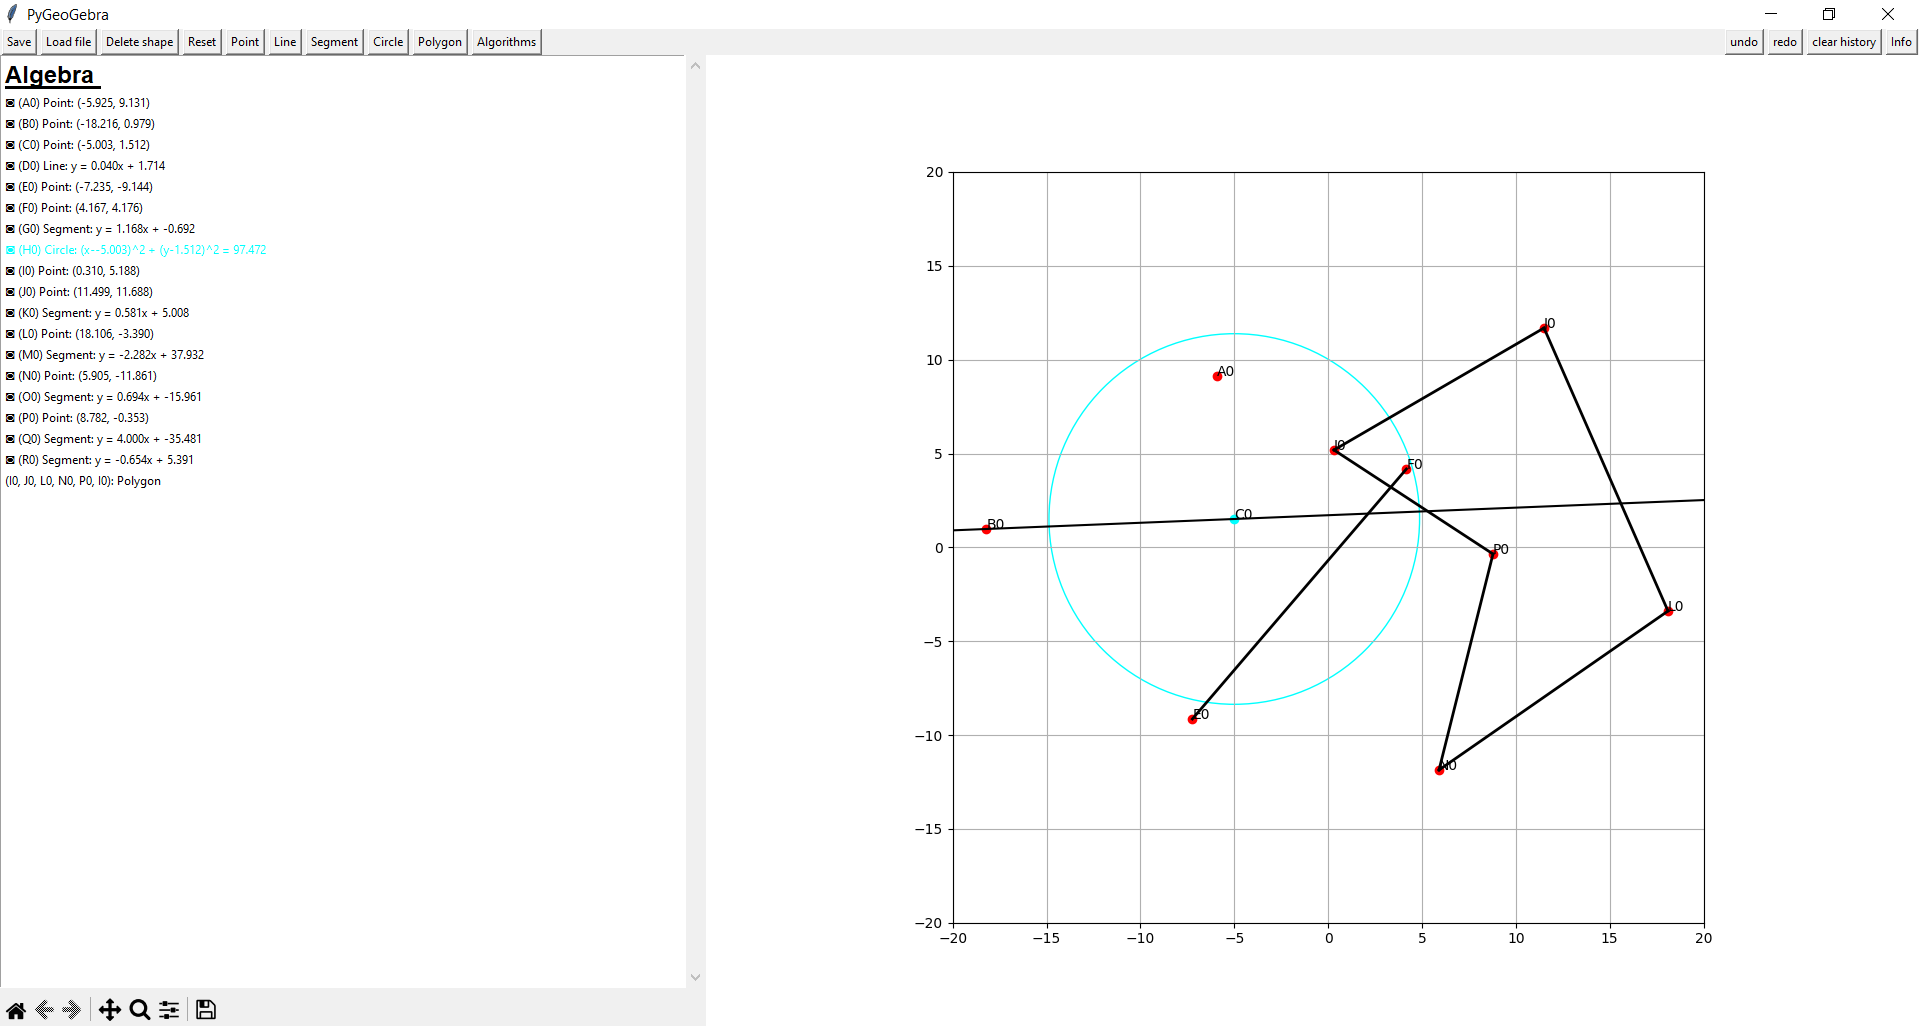 PyGeoGebra
Save Load file Delete shape Reset Point Line Segment Circle Polygon Algorithms undo redo clear history Info
Algebra
(A0) Point: (-5.925, 9.131)
(B0) Point: (-18.216, 0.979)
(C0) Point: (-5.003, 1.512)
(D0) Line: y = 0.040x + 1.714
(E0) Point: (-7.235, -9.144)
(F0) Point: (4.167, 4.176)
(G0) Segment: y = 1.168x + -0.692
(H0) Circle: (x--5.003)^2 + (y-1.512)^2 = 97.472
(I0) Point: (0.310, 5.188)
(J0) Point: (11.499, 11.688)
(K0) Segment: y = 0.581x + 5.008
(L0) Point: (18.106, -3.390)
(M0) Segment: y = -2.282x + 37.932
(N0) Point: (5.905, -11.861)
(O0) Segment: y = 0.694x + -15.961
(P0) Point: (8.782, -0.353)
(Q0) Segment: y = 4.000x + -35.481
(R0) Segment: y = -0.654x + 5.391
(I0, J0, L0, N0, P0, I0): Polygon
20
15
J0
10
A0
I0
5
F0
C0
B0
0
P0
L0
−5
E0
−10
N0
−15
−20
−20 −15 −10 −5 0 5 10 15 20